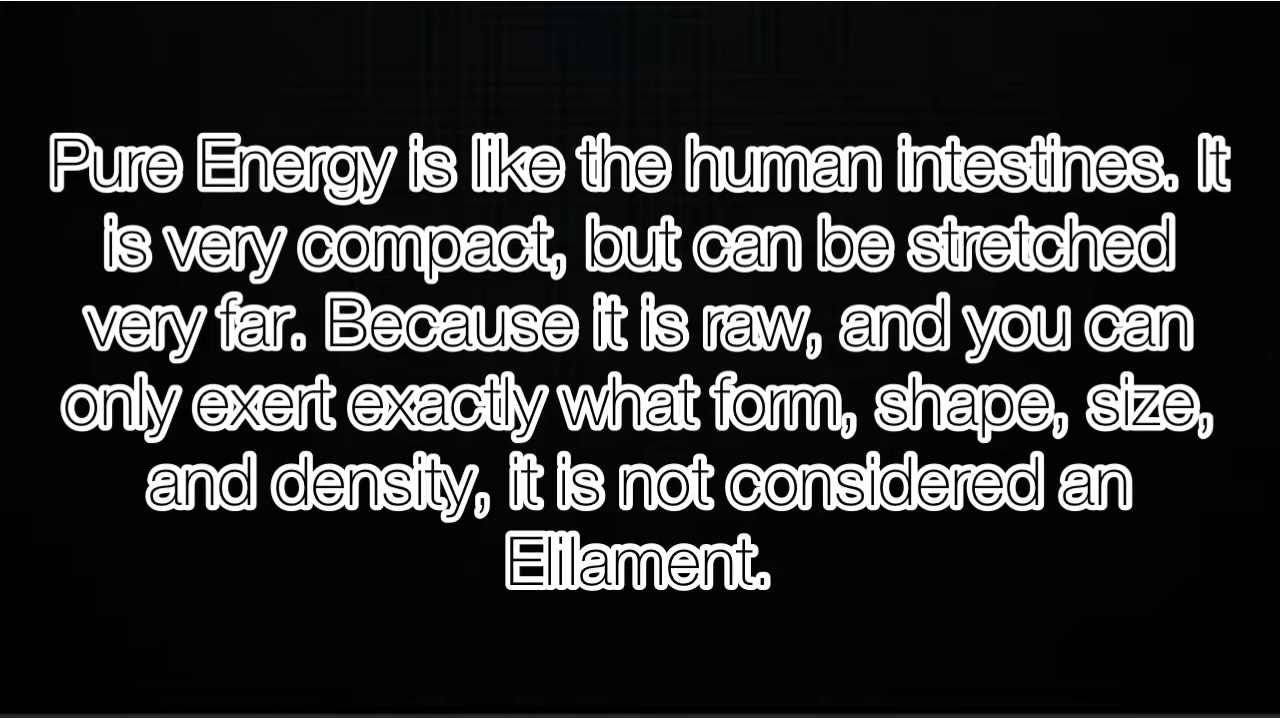 Pure Energy is like the human intestines. It
is very compact, but can be stretched
very far. Because it is raw, and you can
only exert exactly what form, shape, size,
and density, it is not considered an
Elilament.